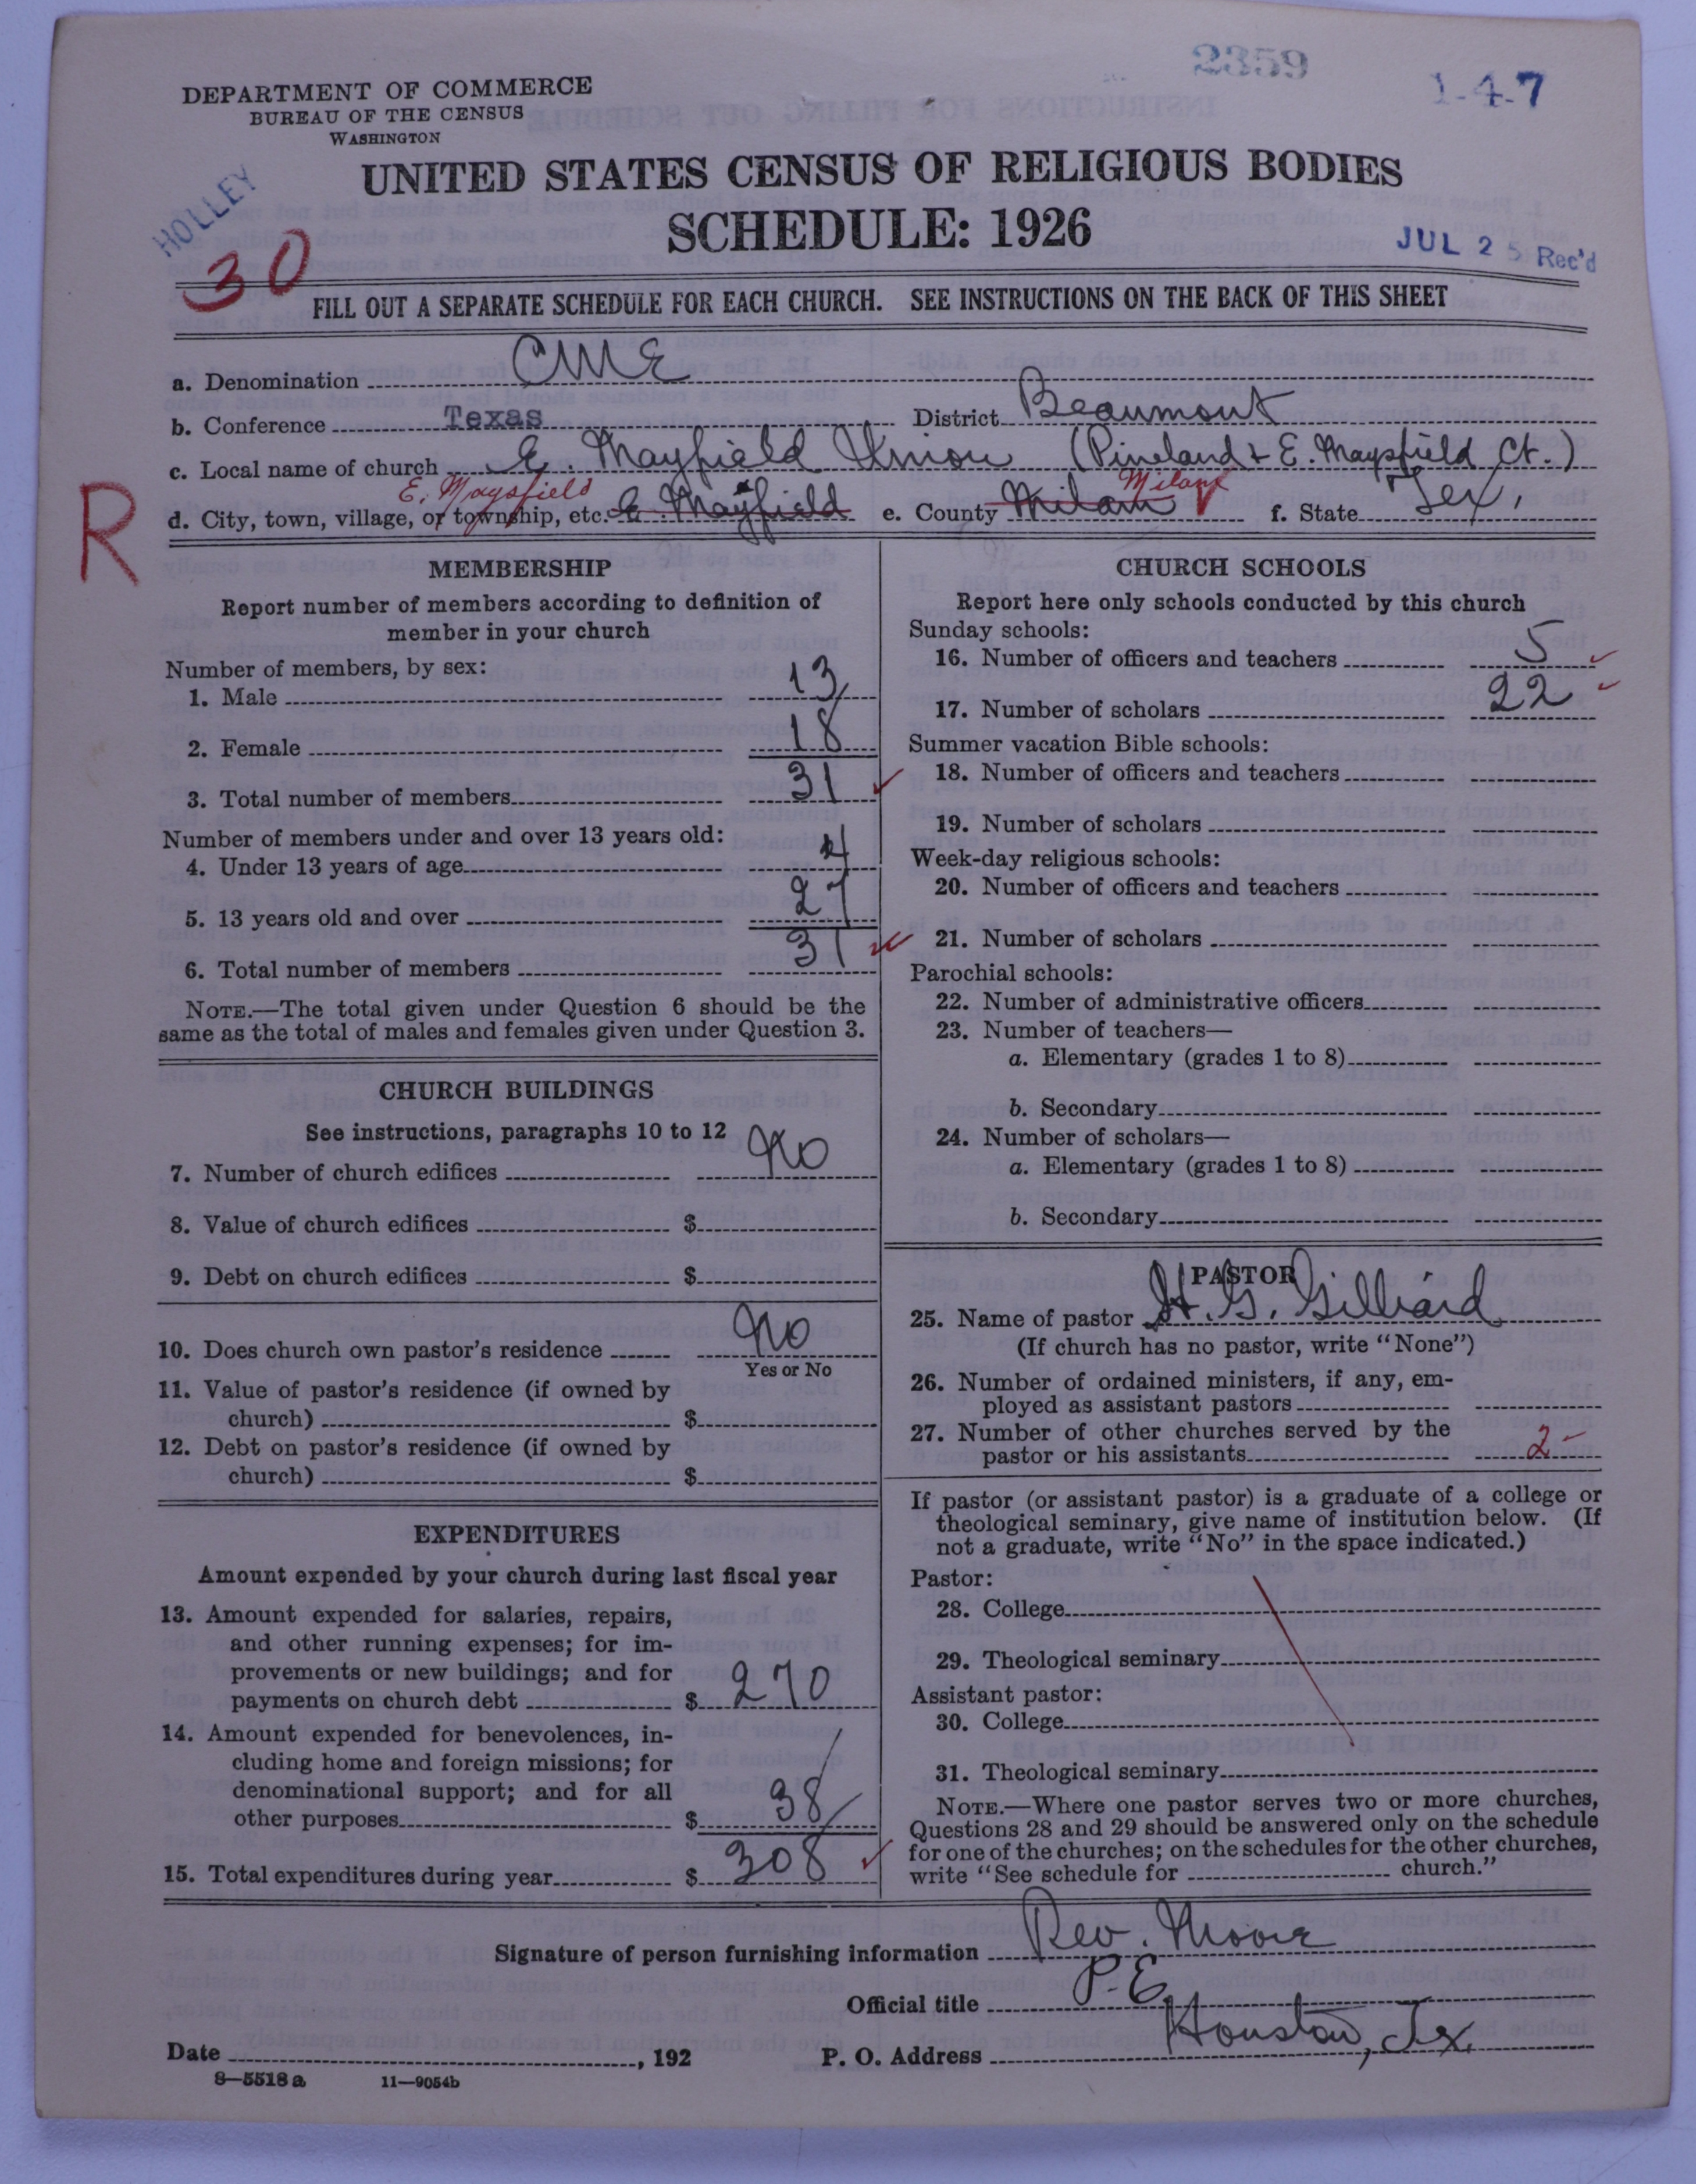 2359
1-4-7
DEPARTMENT OF COMMERCE
BUREAU OF THE CENSUS
WASHINGTON
HOLLEY
30
UNITED STATES CENSUS OF RELIGIOUS BODIES
SCHEDULE: 1926
JUL 25 Rec'd
FILL OUT A SEPARATE SCHEDULE FOR EACH CHURCH. SEE INSTRUCTIONS ON THE BACK OF THIS SHEET
a. Denomination CME
b. Conference Texas District Beaumont
c. Local name of church E. Mayfield Union (Pineland & E. Maysfield Ct.)
R
E. Maysfield Milam
d. City, town, village, or township, etc. E. Mayfield e. County Milam f. State Tex.
MEMBERSHIP
Report number of members according to definition of
member in your church
Number of members, by sex:
1. Male 13
2. Female 18
3. Total number of members 31
Number of members under and over 13 years old:
4. Under 13 years of age 4
5. 13 years old and over 27
6. Total number of members 31
NOTE.—The total given under Question 6 should be the
same as the total of males and females given under Question 3.
CHURCH BUILDINGS
See instructions, paragraphs 10 to 12
7. Number of church edifices No
8. Value of church edifices $
9. Debt on church edifices $
10. Does church own pastor's residence No
Yes or No
11. Value of pastor's residence (if owned by
church) $
12. Debt on pastor's residence (if owned by
church) $
EXPENDITURES
Amount expended by your church during last fiscal year
13. Amount expended for salaries, repairs,
and other running expenses; for im-
provements or new buildings; and for
payments on church debt $ 270
14. Amount expended for benevolences, in-
cluding home and foreign missions; for
denominational support; and for all
other purposes $ 38
15. Total expenditures during year $ 308
CHURCH SCHOOLS
Report here only schools conducted by this church
Sunday schools:
16. Number of officers and teachers 5
17. Number of scholars 22
Summer vacation Bible schools:
18. Number of officers and teachers
19. Number of scholars
Week-day religious schools:
20. Number of officers and teachers
21. Number of scholars
Parochial schools:
22. Number of administrative officers
23. Number of teachers—
a. Elementary (grades 1 to 8)
b. Secondary
24. Number of scholars—
a. Elementary (grades 1 to 8)
b. Secondary
PASTOR
25. Name of pastor H. G. Gilliard
(If church has no pastor, write "None")
26. Number of ordained ministers, if any, em-
ployed as assistant pastors
27. Number of other churches served by the
pastor or his assistants 2
If pastor (or assistant pastor) is a graduate of a college or
theological seminary, give name of institution below. (If
not a graduate, write "No" in the space indicated.)
Pastor:
28. College
29. Theological seminary
Assistant pastor:
30. College
31. Theological seminary
NOTE.—Where one pastor serves two or more churches,
Questions 28 and 29 should be answered only on the schedule
for one of the churches; on the schedules for the other churches,
write "See schedule for church."
Signature of person furnishing information Rev. Moore
Official title P.E.
Date , 192 P. O. Address Houston, Tex
8—5518 a 11—9054b